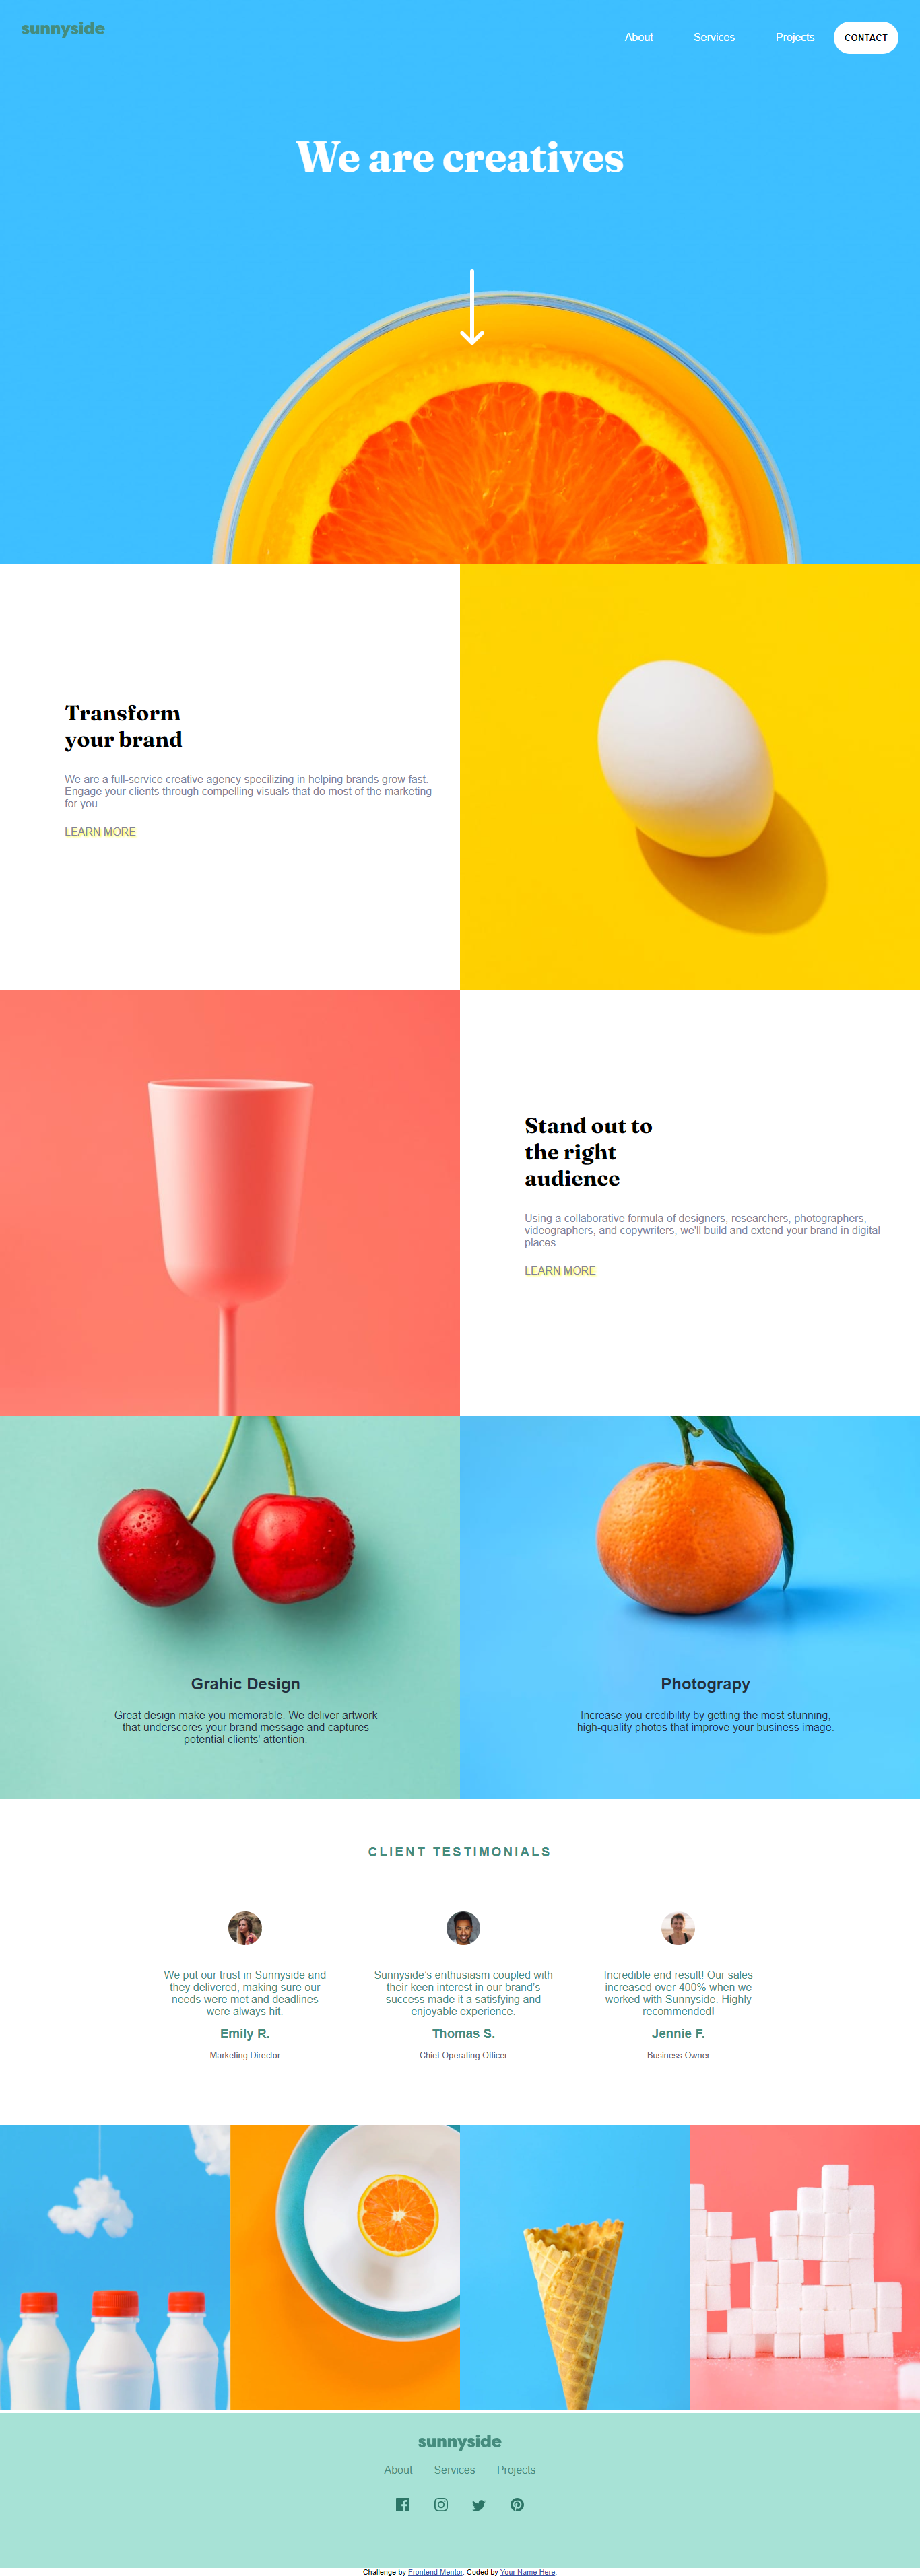 sunnyside
About Services Projects CONTACT
We are creatives
Transform
your brand
We are a full-service creative agency specilizing in helping brands grow fast.
Engage your clients through compelling visuals that do most of the marketing
for you.
LEARN MORE
Stand out to
the right
audience
Using a collaborative formula of designers, researchers, photographers,
videographers, and copywriters, we'll build and extend your brand in digital
places.
LEARN MORE
Grahic Design
Great design make you memorable. We deliver artwork
that underscores your brand message and captures
potential clients' attention.
Photograpy
Increase you credibility by getting the most stunning,
high-quality photos that improve your business image.
CLIENT TESTIMONIALS
We put our trust in Sunnyside and
they delivered, making sure our
needs were met and deadlines
were always hit.
Emily R.
Marketing Director
Sunnyside's enthusiasm coupled with
their keen interest in our brand's
success made it a satisfying and
enjoyable experience.
Thomas S.
Chief Operating Officer
Incredible end result! Our sales
increased over 400% when we
worked with Sunnyside. Highly
recommended!
Jennie F.
Business Owner
sunnyside
About Services Projects
Challenge by Frontend Mentor. Coded by Your Name Here.